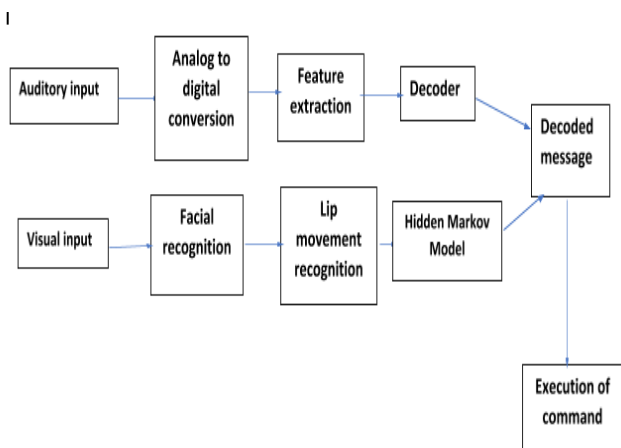 I
Auditory input
Analog to
digital
conversion
Feature
extraction
Decoder
Decoded
message
Visual input
Facial
recognition
Lip
movement
recognition
Hidden Markov
Model
Execution of
command